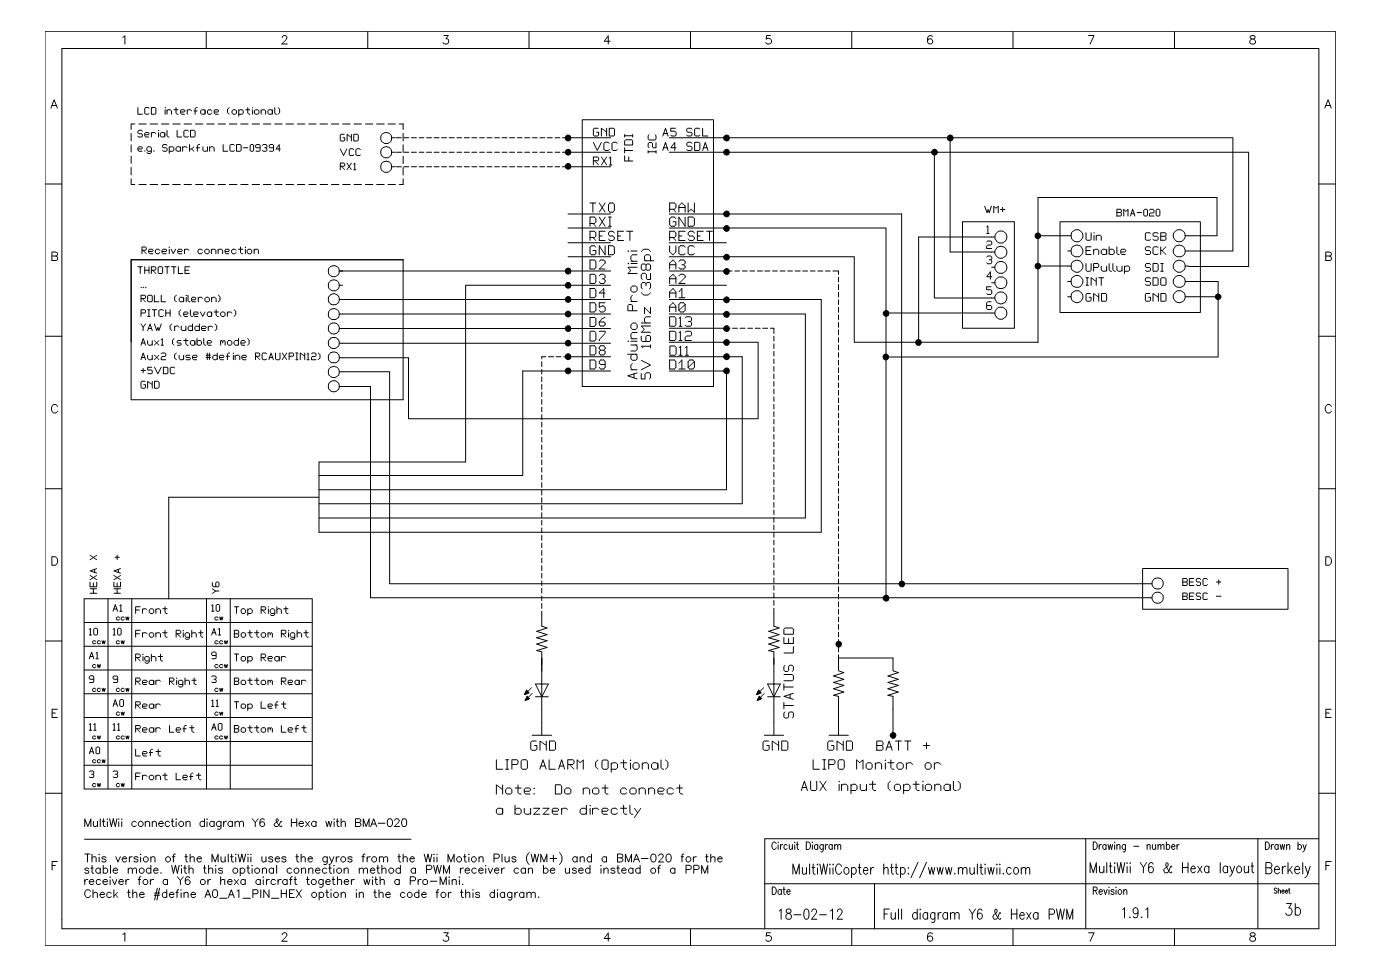 1 2 3 4 5 6 7 8
A A
B B
C C
D D
E E
F F
LCD interface (optional)
Serial LCD
e.g. Sparkfun LCD-09394
GND
VCC
RX1
Receiver connection
THROTTLE
...
ROLL (aileron)
PITCH (elevator)
YAW (rudder)
Aux1 (stable mode)
Aux2 (use #define RCAUXPIN12)
+5VDC
GND
GND
VCC
RX1
FTDI
I2C
A5 SCL
A4 SDA
TXO
RXI
RESET
GND
D2
D3
D4
D5
D6
D7
D8
D9
Arduino Pro Mini
5V 16Mhz (328p)
RAW
GND
RESET
VCC
A3
A2
A1
A0
D13
D12
D11
D10
WM+
1
2
3
4
5
6
BMA-020
Uin CSB
Enable SCK
UPullup SDI
INT SDO
GND GND
BESC +
BESC -
HEXA X
HEXA +
Y6
A1 ccw Front 10 cw Top Right
10 ccw 10 cw Front Right A1 ccw Bottom Right
A1 cw Right 9 ccw Top Rear
9 ccw 9 ccw Rear Right 3 cw Bottom Rear
A0 cw Rear 11 cw Top Left
11 cw 11 ccw Rear Left A0 ccw Bottom Left
A0 ccw Left
3 cw 3 cw Front Left
GND
LIPO ALARM (Optional)
Note: Do not connect
a buzzer directly
STATUS LED
GND
GND BATT +
LIPO Monitor or
AUX input (optional)
MultiWii connection diagram Y6 & Hexa with BMA-020
This version of the MultiWii uses the gyros from the Wii Motion Plus (WM+) and a BMA-020 for the
stable mode. With this optional connection method a PWM receiver can be used instead of a PPM
receiver for a Y6 or hexa aircraft together with a Pro-Mini.
Check the #define A0_A1_PIN_HEX option in the code for this diagram.
Circuit Diagram
MultiWiiCopter http://www.multiwii.com
Drawing - number
MultiWii Y6 & Hexa layout
Drawn by
Berkely
Date
18-02-12
Full diagram Y6 & Hexa PWM
Revision
1.9.1
Sheet
3b
1 2 3 4 5 6 7 8